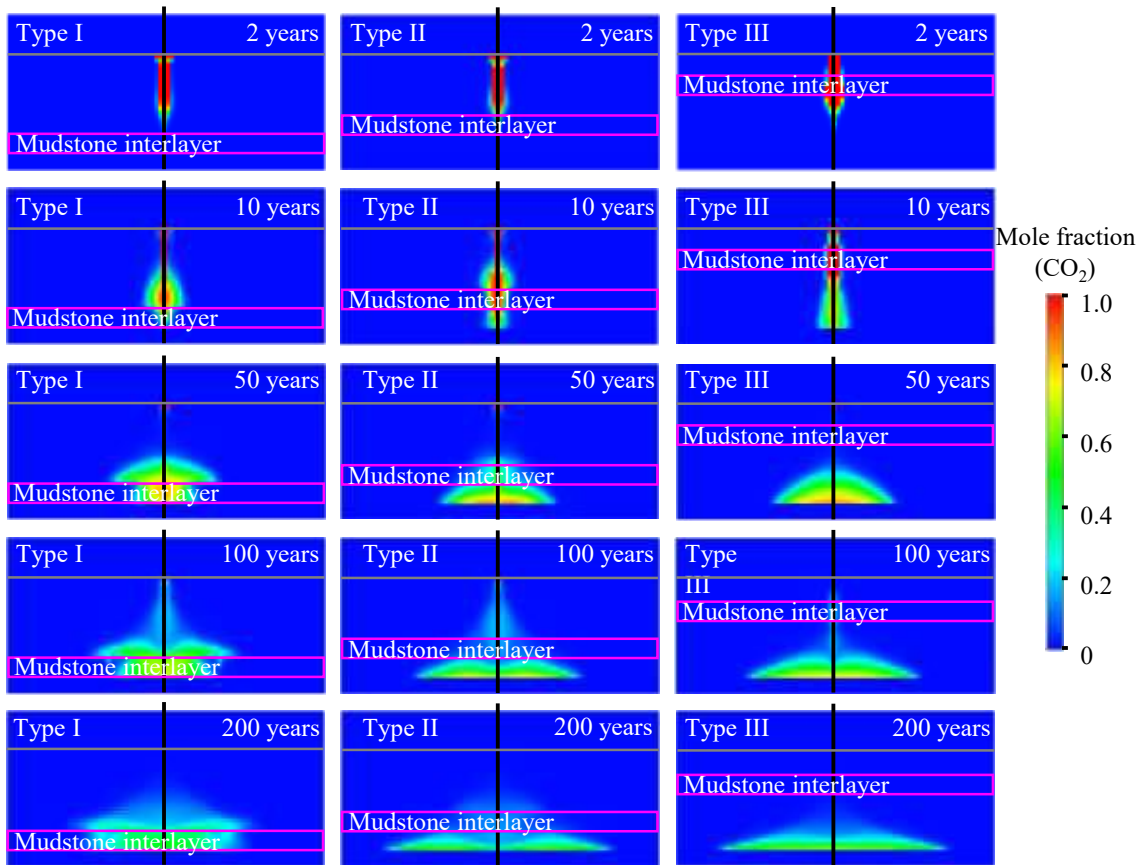 Type I 2 years
Mudstone interlayer
Type II 2 years
Mudstone interlayer
Type III 2 years
Mudstone interlayer
Type I 10 years
Mudstone interlayer
Type II 10 years
Mudstone interlayer
Type III 10 years
Mudstone interlayer
Type I 50 years
Mudstone interlayer
Type II 50 years
Mudstone interlayer
Type III 50 years
Mudstone interlayer
Type I 100 years
Mudstone interlayer
Type II 100 years
Mudstone interlayer
Type 100 years
III
Mudstone interlayer
Type I 200 years
Mudstone interlayer
Type II 200 years
Mudstone interlayer
Type III 200 years
Mudstone interlayer
Mole fraction
(CO₂)
1.0
0.8
0.6
0.4
0.2
0